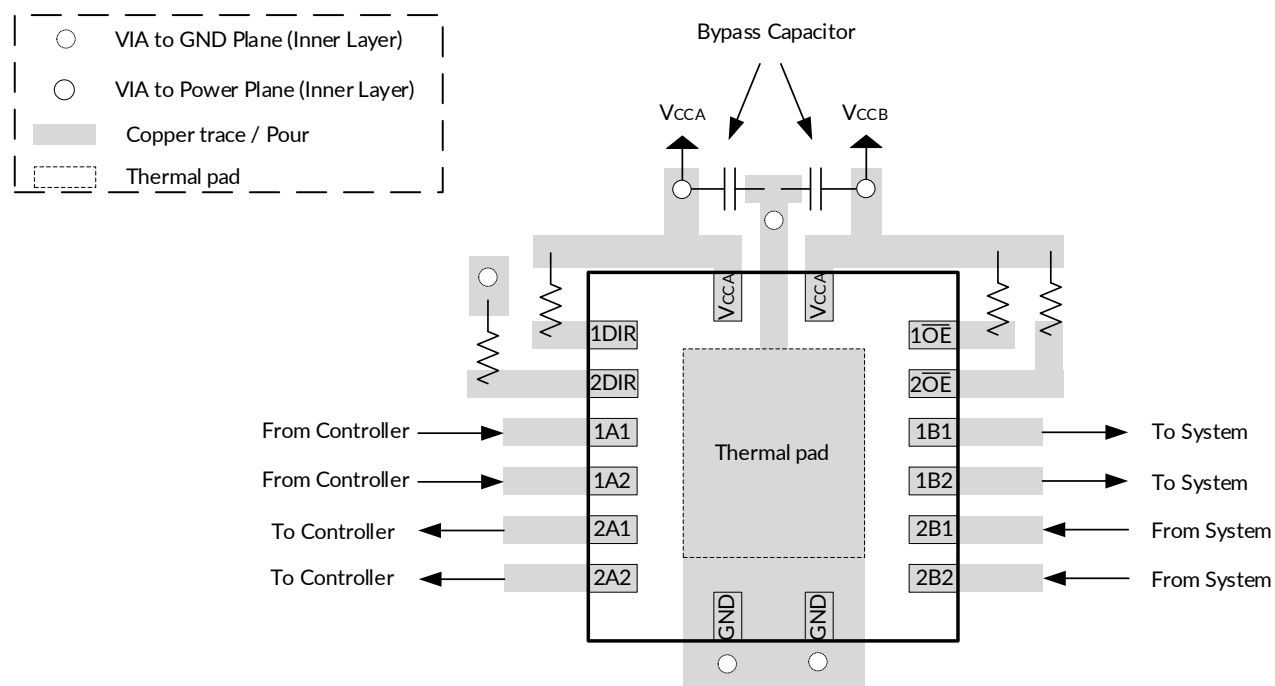 VIA to GND Plane (Inner Layer)
VIA to Power Plane (Inner Layer)
Copper trace / Pour
Thermal pad
Bypass Capacitor
VCCA
VCCB
VCCA
VCCA
1DIR
1OE
2DIR
2OE
From Controller
1A1
1B1
To System
From Controller
1A2
1B2
To System
To Controller
2A1
2B1
From System
To Controller
2A2
2B2
From System
Thermal pad
GND
GND